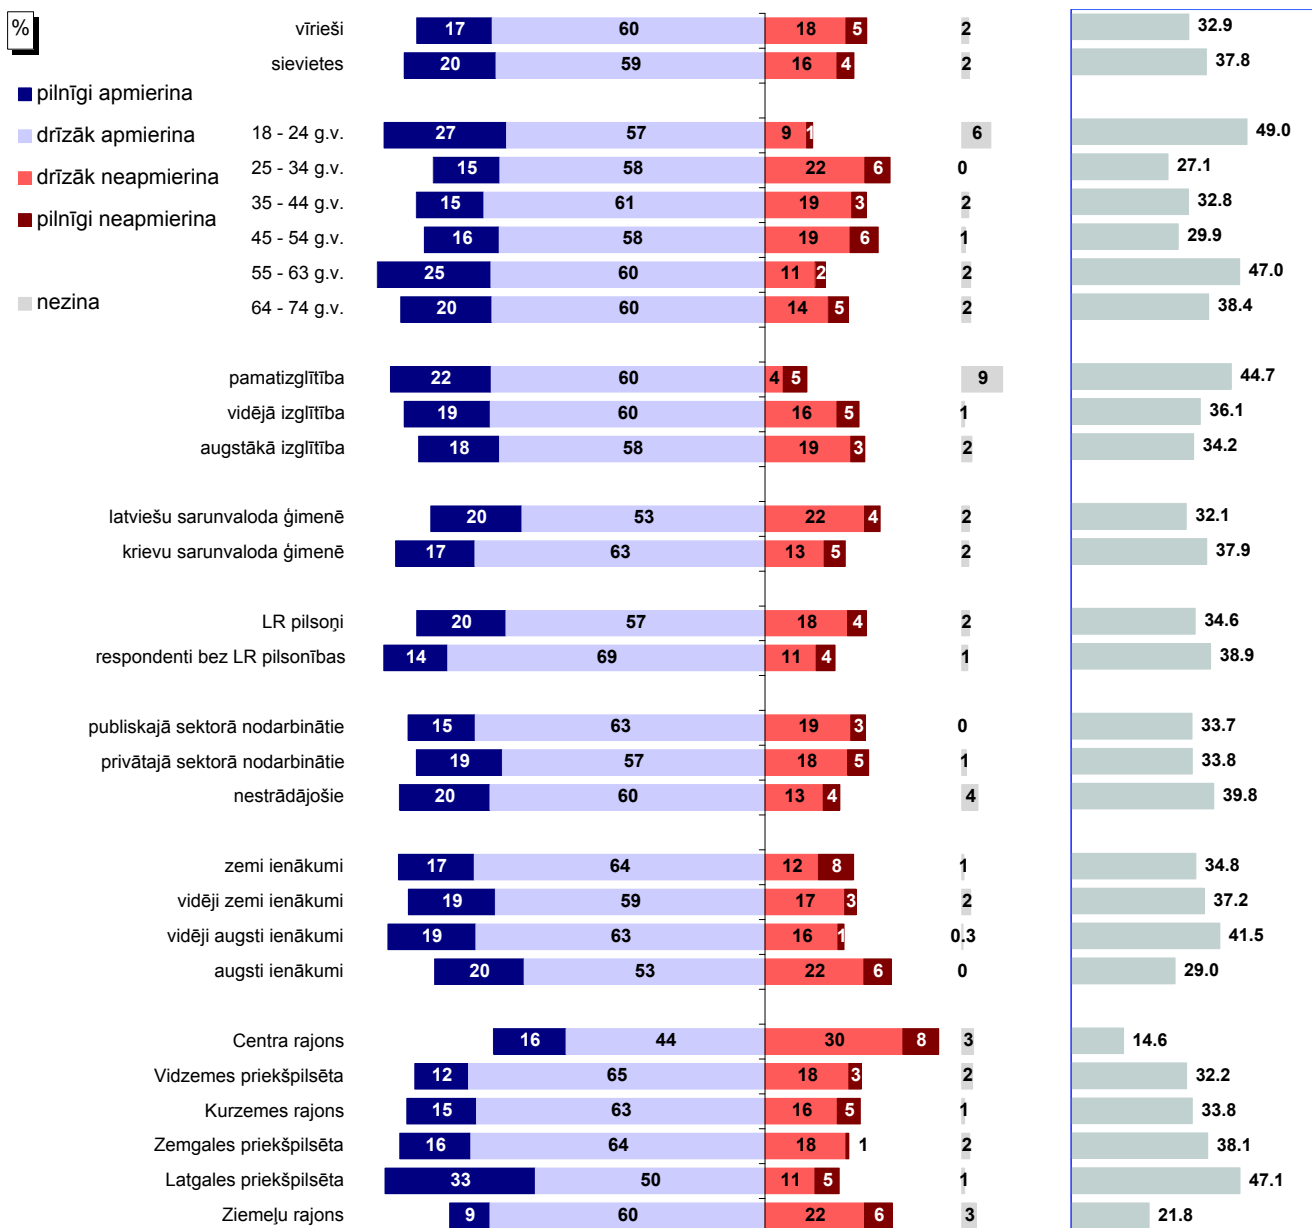 %
pilnīgi apmierina
drīzāk apmierina
drīzāk neapmierina
pilnīgi neapmierina
nezina
vīrieši 17 60 18 5 2 32.9
sievietes 20 59 16 4 2 37.8
18 - 24 g.v. 27 57 9 1 6 49.0
25 - 34 g.v. 15 58 22 6 0 27.1
35 - 44 g.v. 15 61 19 3 2 32.8
45 - 54 g.v. 16 58 19 6 1 29.9
55 - 63 g.v. 25 60 11 2 2 47.0
64 - 74 g.v. 20 60 14 5 2 38.4
pamatizglītība 22 60 4 5 9 44.7
vidējā izglītība 19 60 16 5 1 36.1
augstākā izglītība 18 58 19 3 2 34.2
latviešu sarunvaloda ģimenē 20 53 22 4 2 32.1
krievu sarunvaloda ģimenē 17 63 13 5 2 37.9
LR pilsoņi 20 57 18 4 2 34.6
respondenti bez LR pilsonības 14 69 11 4 1 38.9
publiskajā sektorā nodarbinātie 15 63 19 3 0 33.7
privātajā sektorā nodarbinātie 19 57 18 5 1 33.8
nestrādājošie 20 60 13 4 4 39.8
zemi ienākumi 17 64 12 8 1 34.8
vidēji zemi ienākumi 19 59 17 3 2 37.2
vidēji augsti ienākumi 19 63 16 1 0.3 41.5
augsti ienākumi 20 53 22 6 0 29.0
Centra rajons 16 44 30 8 3 14.6
Vidzemes priekšpilsēta 12 65 18 3 2 32.2
Kurzemes rajons 15 63 16 5 1 33.8
Zemgales priekšpilsēta 16 64 18 1 2 38.1
Latgales priekšpilsēta 33 50 11 5 1 47.1
Ziemeļu rajons 9 60 22 6 3 21.8